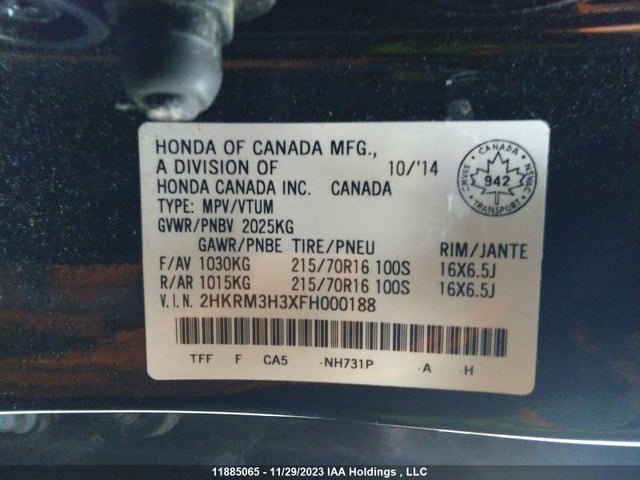 HONDA OF CANADA MFG.,
A DIVISION OF 10/'14
HONDA CANADA INC. CANADA
TYPE: MPV/VTUM
GVWR/PNBV 2025KG
GAWR/PNBE TIRE/PNEU RIM/JANTE
F/AV 1030KG 215/70R16 100S 16X6.5J
R/AR 1015KG 215/70R16 100S 16X6.5J
V.I.N. 2HKRM3H3XFH000188
TFF F CA5 -NH731P -A -H
CANADA
CMVSS 942 NSVAC
TRANSPORT
11885065 - 11/29/2023 IAA Holdings , LLC